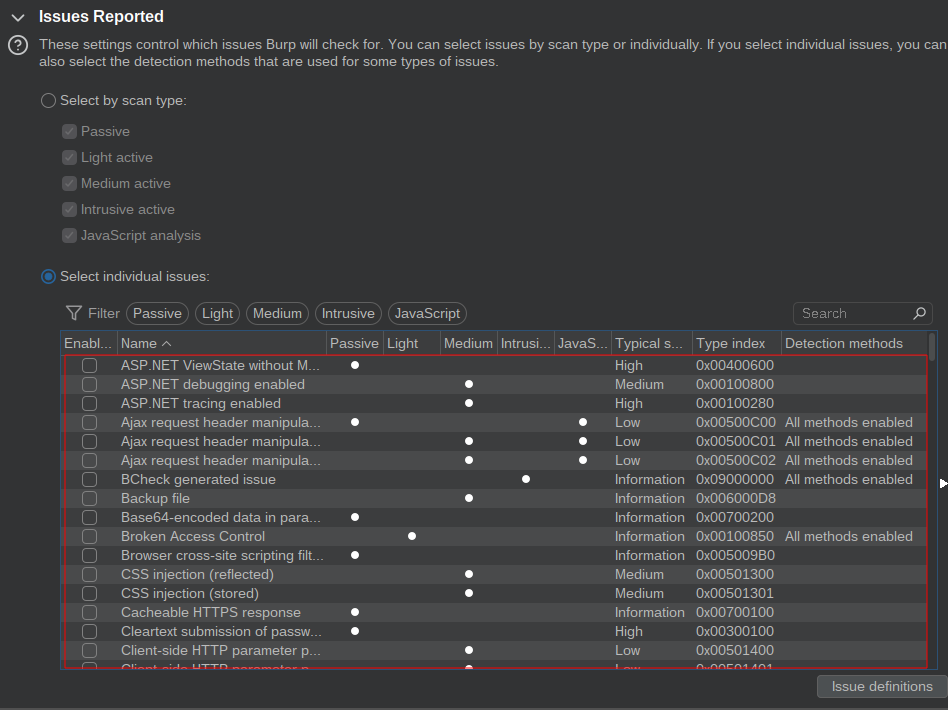 Issues Reported
These settings control which issues Burp will check for. You can select issues by scan type or individually. If you select individual issues, you can
also select the detection methods that are used for some types of issues.
Select by scan type:
Passive
Light active
Medium active
Intrusive active
JavaScript analysis
Select individual issues:
Filter Passive Light Medium Intrusive JavaScript Search
Enabl... Name Passive Light Medium Intrusi... JavaS... Typical s... Type index Detection methods
ASP.NET ViewState without M... High 0x00400600
ASP.NET debugging enabled Medium 0x00100800
ASP.NET tracing enabled High 0x00100280
Ajax request header manipula... Low 0x00500C00 All methods enabled
Ajax request header manipula... Low 0x00500C01 All methods enabled
Ajax request header manipula... Low 0x00500C02 All methods enabled
BCheck generated issue Information 0x09000000 All methods enabled
Backup file Information 0x006000D8
Base64-encoded data in para... Information 0x00700200
Broken Access Control Information 0x00100850 All methods enabled
Browser cross-site scripting filt... Information 0x005009B0
CSS injection (reflected) Medium 0x00501300
CSS injection (stored) Medium 0x00501301
Cacheable HTTPS response Information 0x00700100
Cleartext submission of passw... High 0x00300100
Client-side HTTP parameter p... Low 0x00501400
Client-side HTTP parameter p... Low 0x00501401
Issue definitions